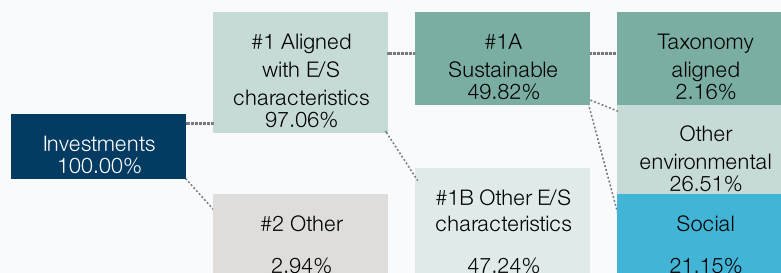 Investments
100.00%
#1 Aligned
with E/S
characteristics
97.06%
#2 Other
2.94%
#1A
Sustainable
49.82%
#1B Other E/S
characteristics
47.24%
Taxonomy
aligned
2.16%
Other
environmental
26.51%
Social
21.15%